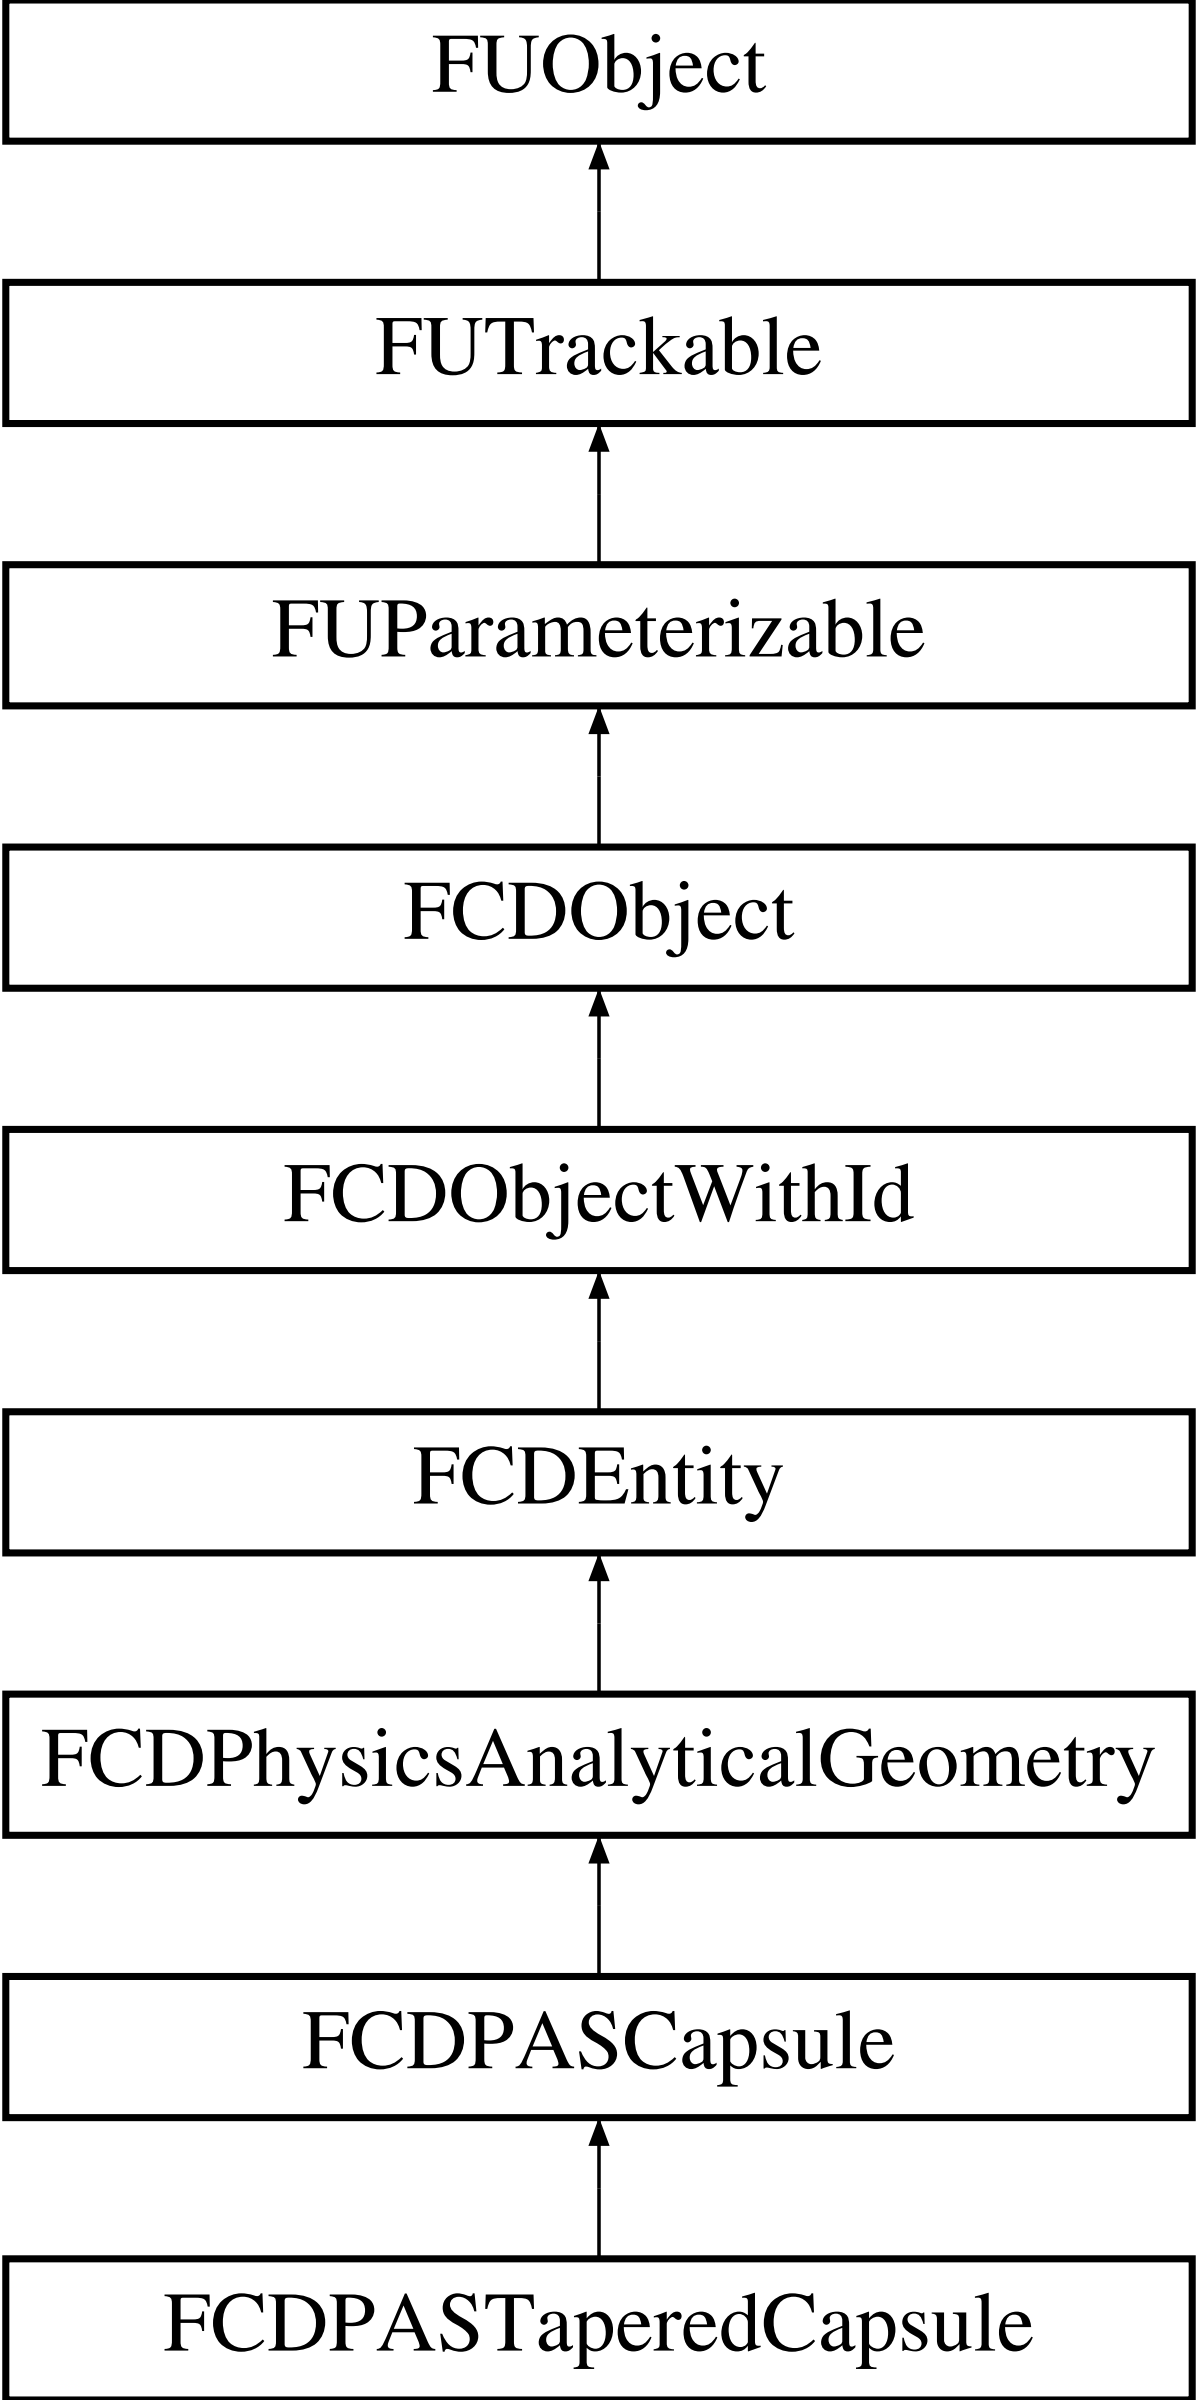 FUObject
FUTrackable
FUParameterizable
FCDObject
FCDObjectWithId
FCDEntity
FCDPhysicsAnalyticalGeometry
FCDPASCapsule
FCDPASTaperedCapsule